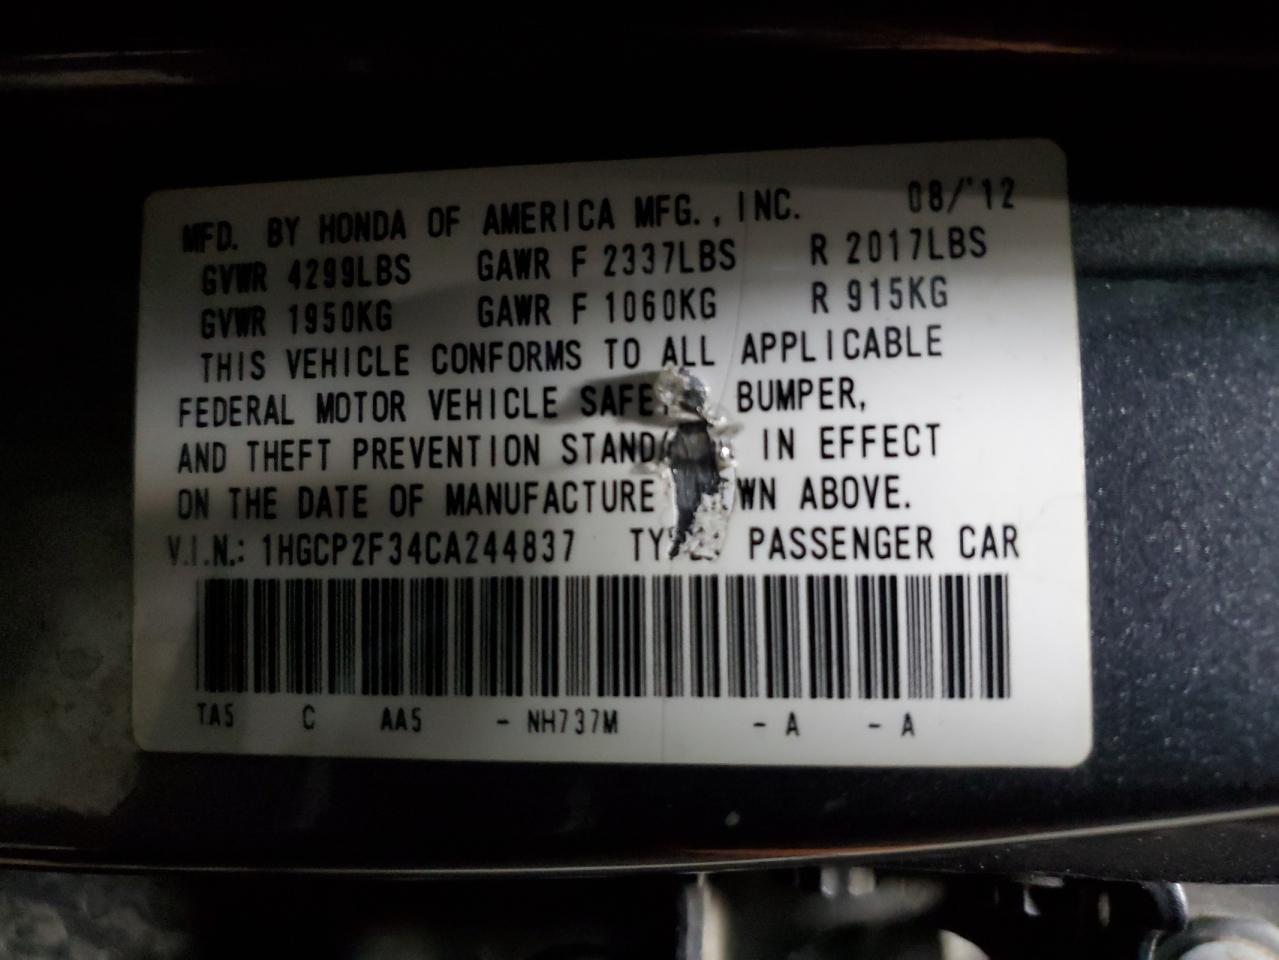 MFD. BY HONDA OF AMERICA MFG., INC. 08/'12
GVWR 4299LBS GAWR F 2337LBS R 2017LBS
GVWR 1950KG GAWR F 1060KG R 915KG
THIS VEHICLE CONFORMS TO ALL APPLICABLE
FEDERAL MOTOR VEHICLE BUMPER,
AND THEFT PREVENTION IN EFFECT
ON THE DATE OF MANUFACTURE ABOVE.
V.I.N.: 1HGCP2F34CA244837 PASSENGER CAR
TA5 C AA5 - NH737M - A - A